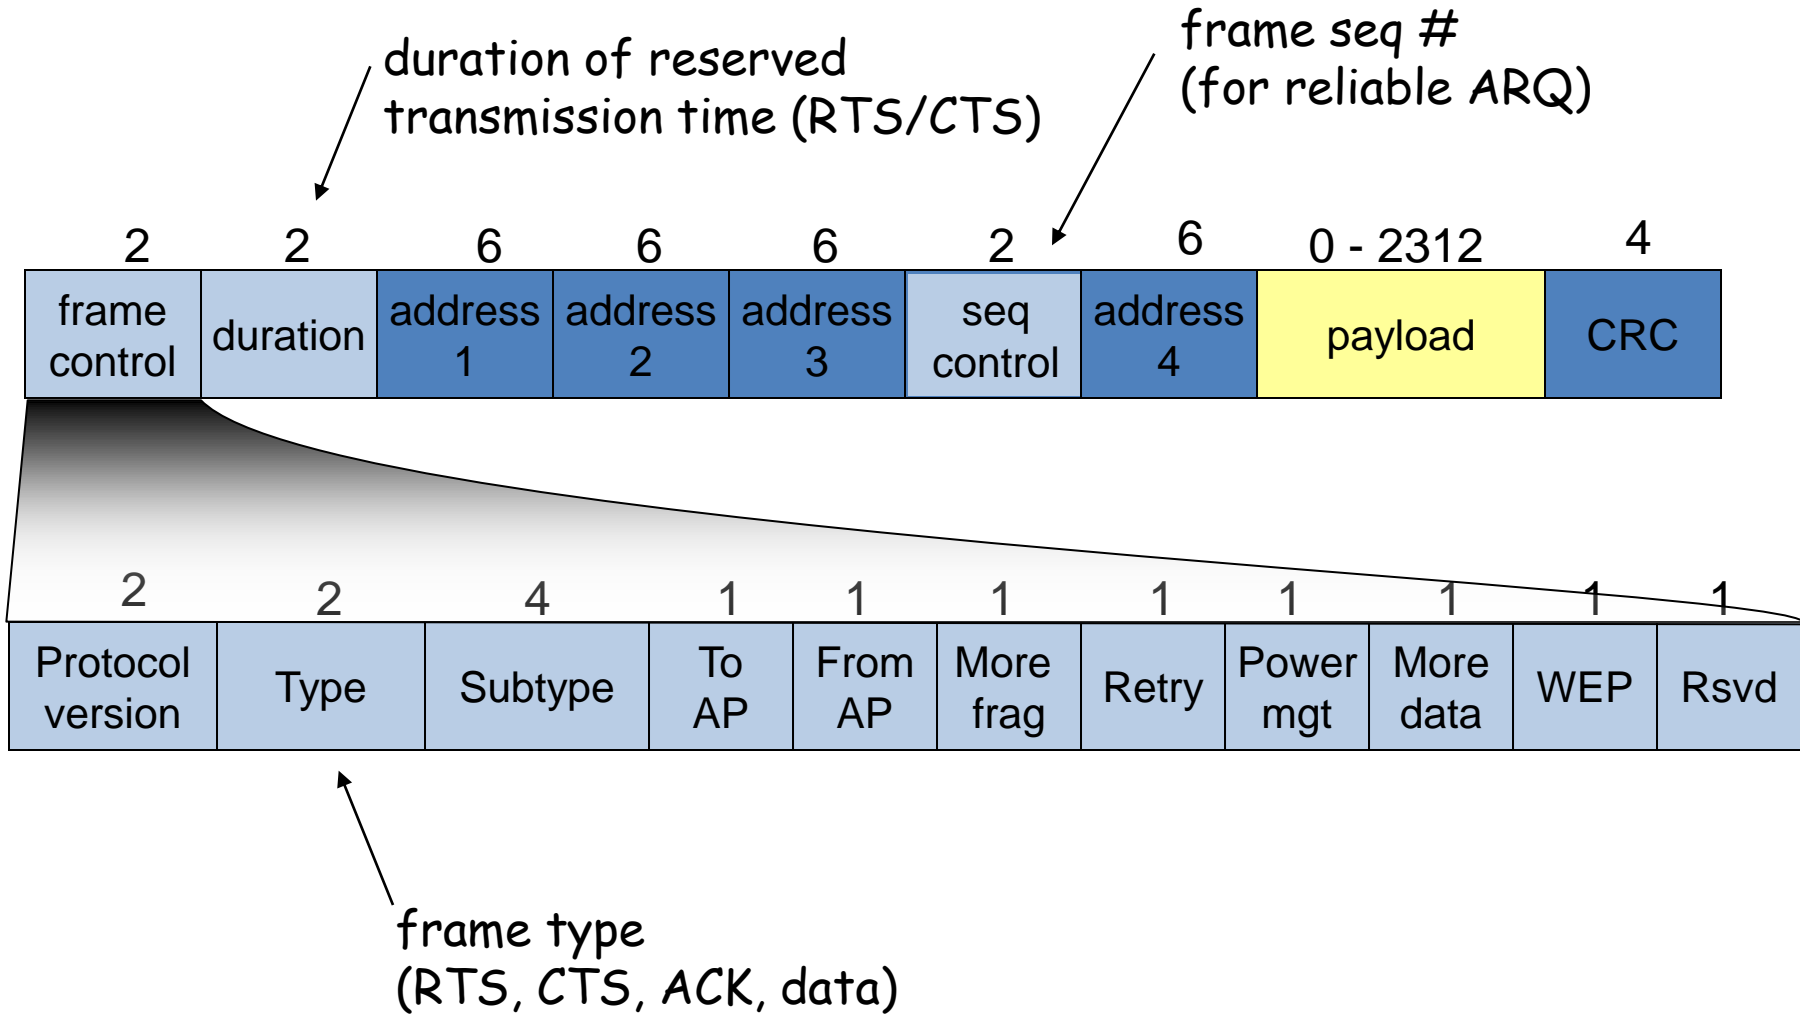 duration of reserved
transmission time (RTS/CTS)
frame seq #
(for reliable ARQ)
2 2 6 6 6 2 6 0 - 2312 4
frame control
duration
address 1
address 2
address 3
seq control
address 4
payload
CRC
2 2 4 1 1 1 1 1 1 1 1
Protocol version
Type
Subtype
To AP
From AP
More frag
Retry
Power mgt
More data
WEP
Rsvd
frame type
(RTS, CTS, ACK, data)